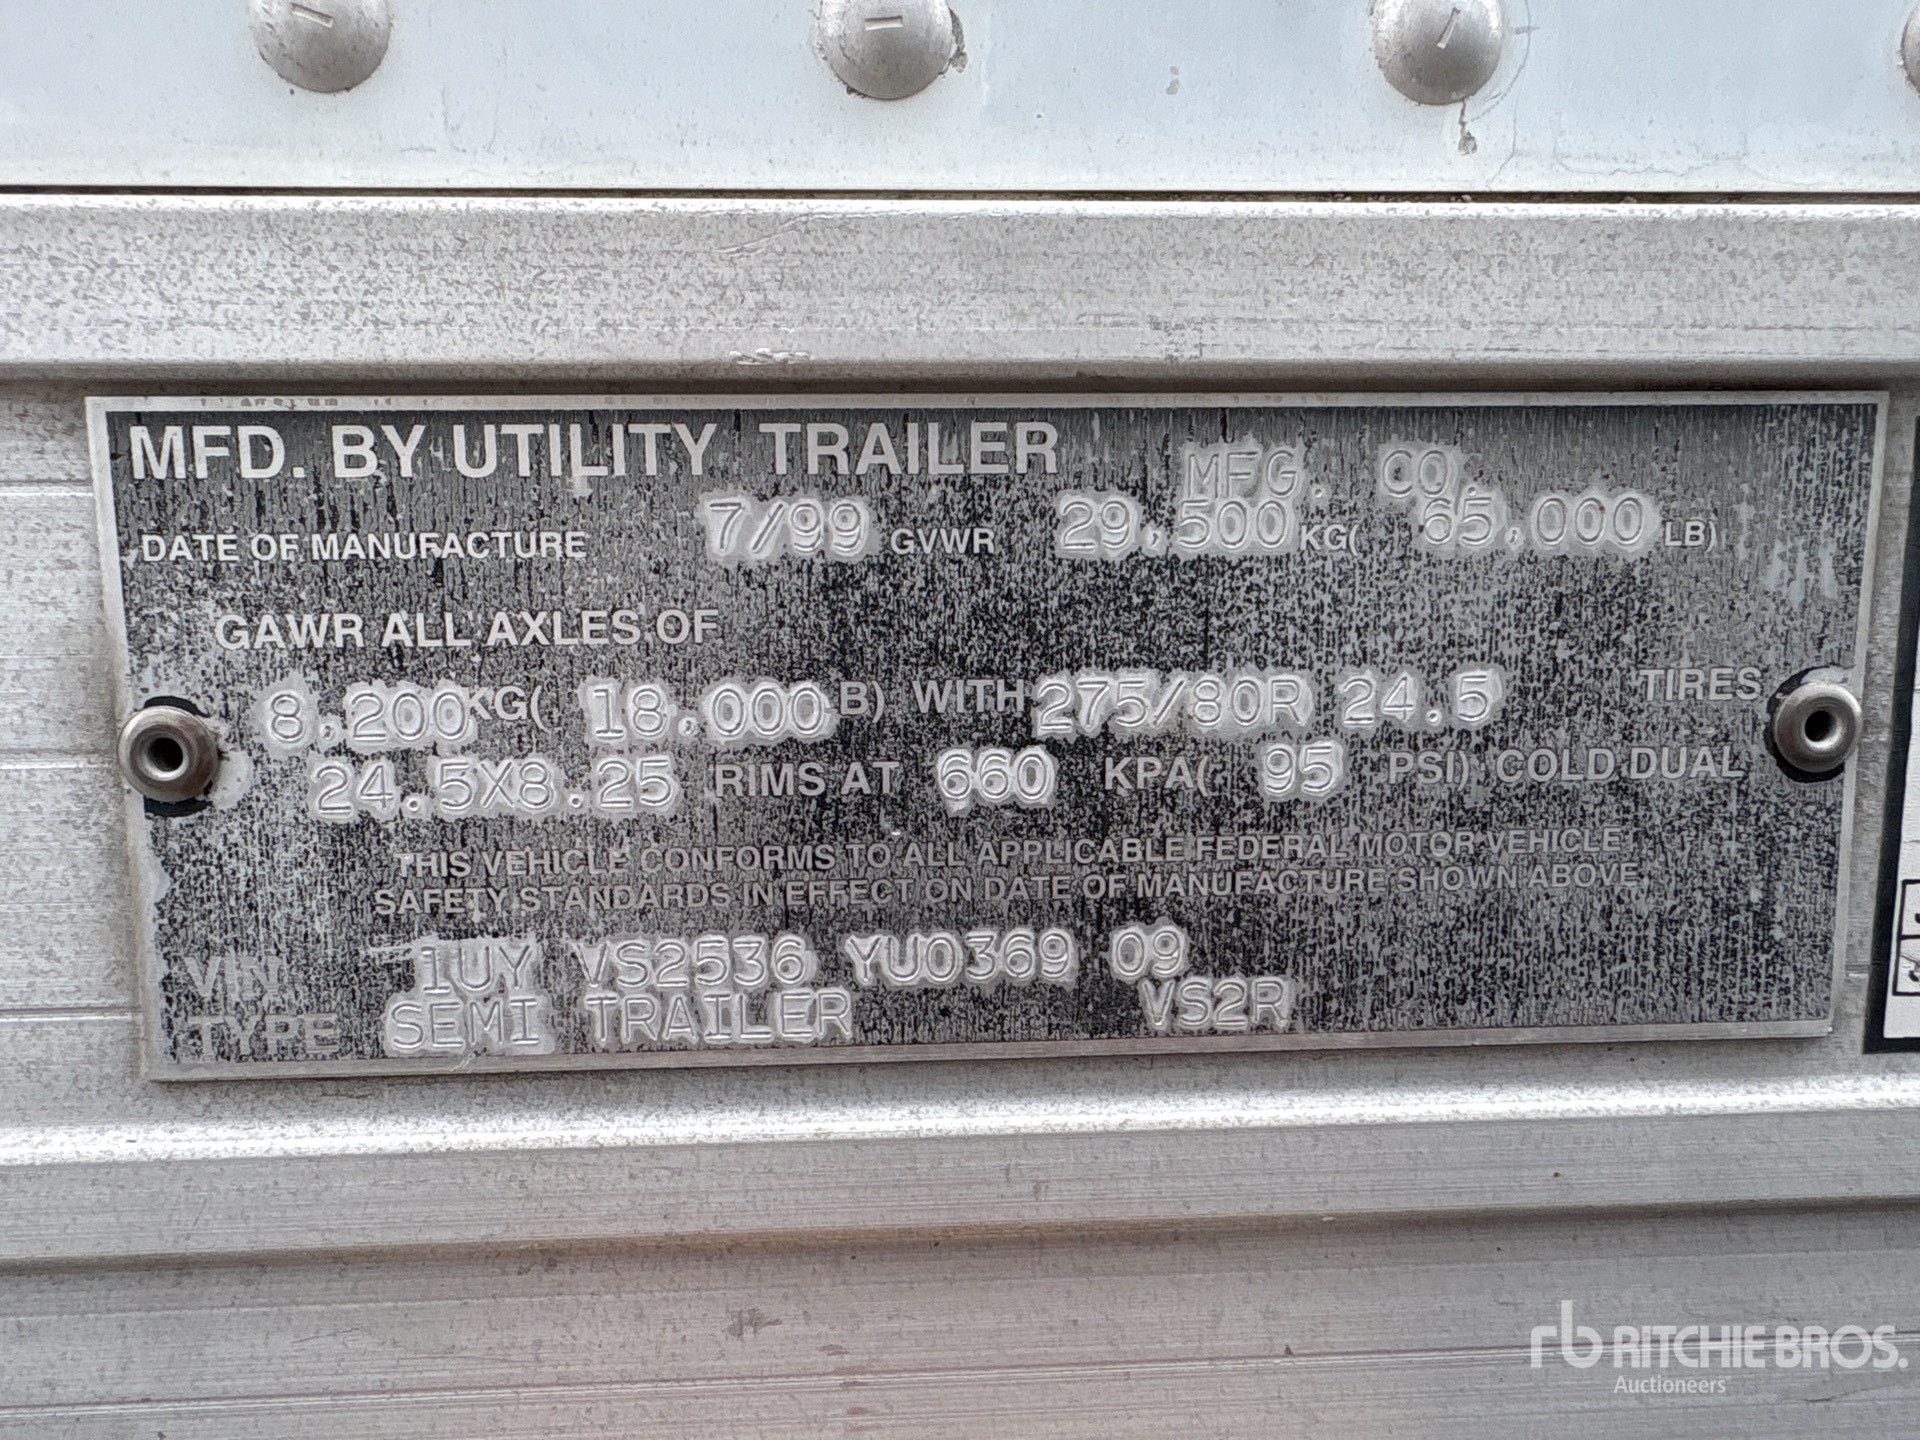 MFD. BY UTILITY TRAILER MFG. CO.
DATE OF MANUFACTURE 7/99 GVWR 29,500 KG( 65,000 LB)
GAWR ALL AXLES OF
8,200 KG( 18,000 LB) WITH 275/80R 24.5 TIRES
24.5X8.25 RIMS AT 660 KPA( 95 PSI) COLD DUAL
THIS VEHICLE CONFORMS TO ALL APPLICABLE FEDERAL MOTOR VEHICLE
SAFETY STANDARDS IN EFFECT ON DATE OF MANUFACTURE SHOWN ABOVE
VIN 1UY VS2536 YU0369 09
TYPE SEMI TRAILER VS2R
rb RITCHIE BROS.
Auctioneers